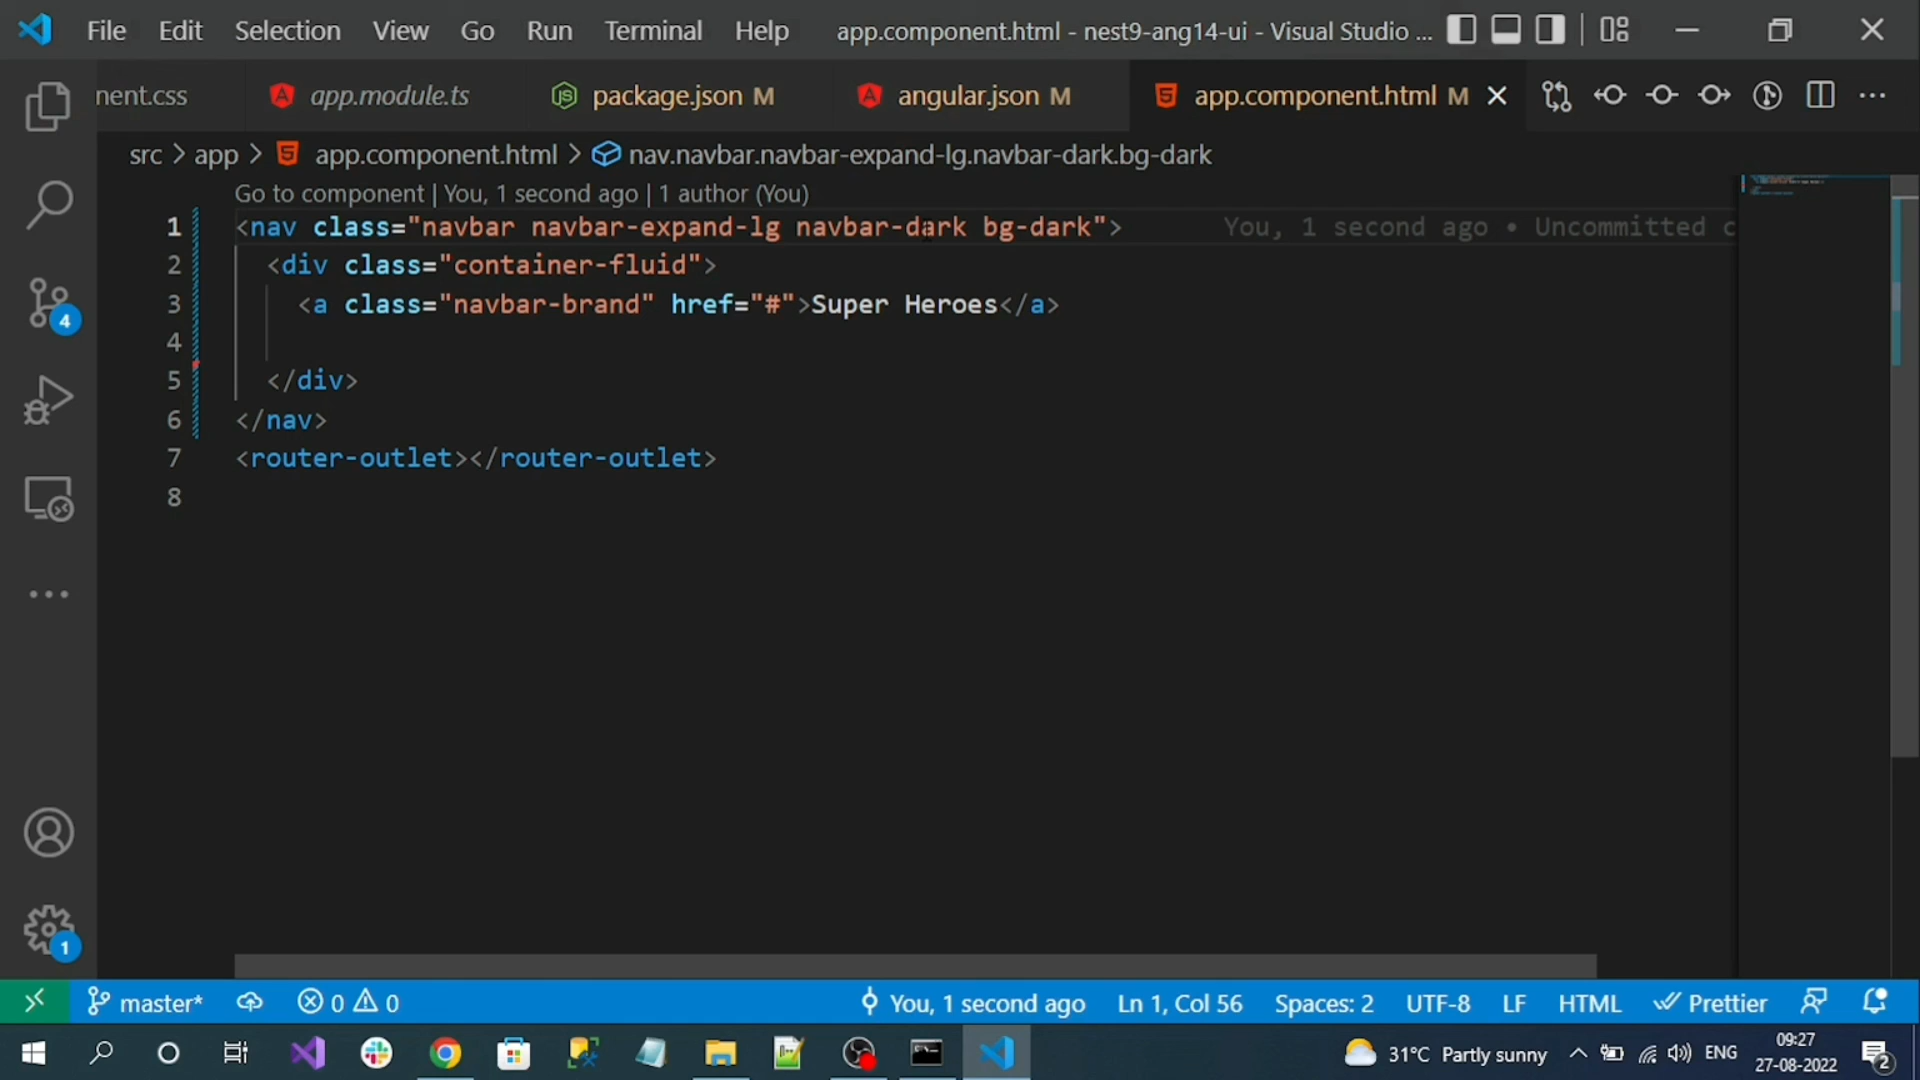 File Edit Selection View Go Run Terminal Help app.component.html - nest9-ang14-ui - Visual Studio ...
nent.css app.module.ts package.json M angular.json M app.component.html M
src > app > app.component.html > nav.navbar.navbar-expand-lg.navbar-dark.bg-dark
Go to component | You, 1 second ago | 1 author (You)
1 <nav class="navbar navbar-expand-lg navbar-dark bg-dark"> You, 1 second ago • Uncommitted c
2 <div class="container-fluid">
3 <a class="navbar-brand" href="#">Super Heroes</a>
4
5 </div>
6 </nav>
7 <router-outlet></router-outlet>
8
4
1
master* 0 0 You, 1 second ago Ln 1, Col 56 Spaces: 2 UTF-8 LF HTML Prettier
31°C Partly sunny ENG 09:27
27-08-2022 2